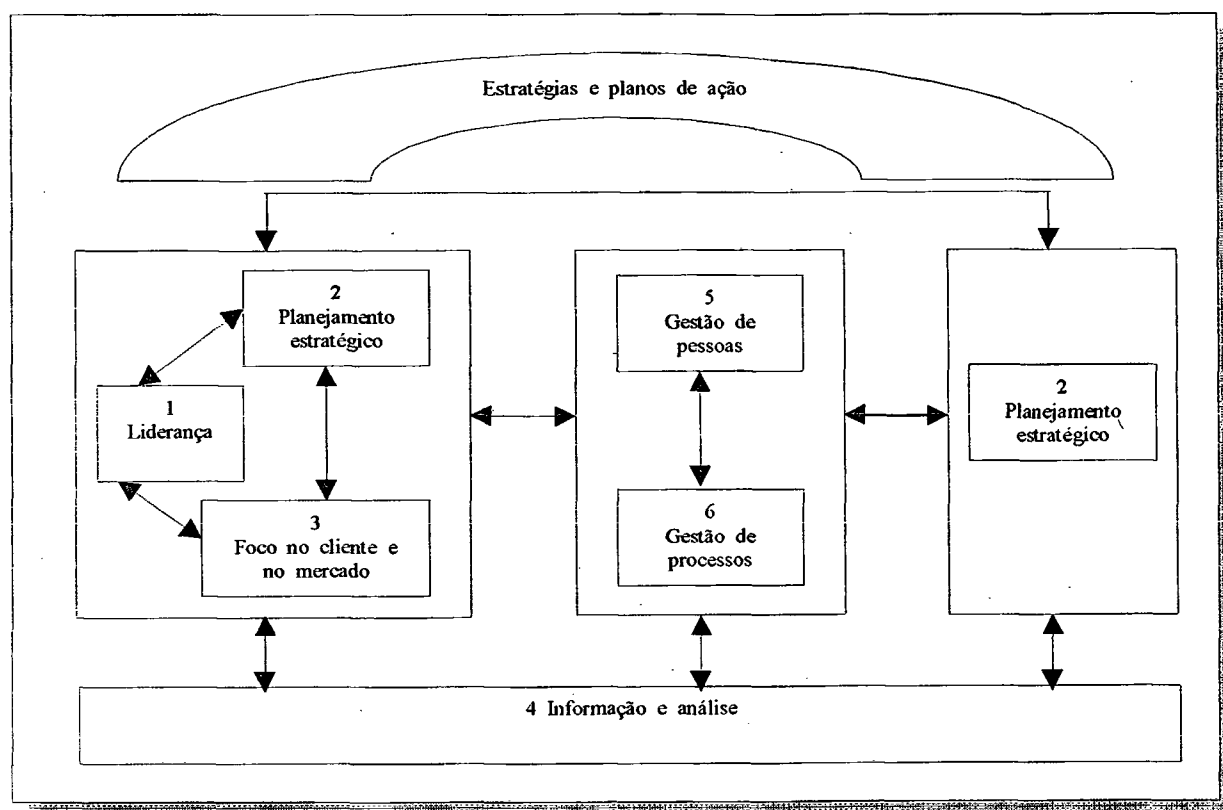 Estratégias e planos de ação
2
Planejamento
estratégico
1
Liderança
3
Foco no cliente e
no mercado
5
Gestão de
pessoas
6
Gestão de
processos
2
Planejamento
estratégico
4 Informação e análise